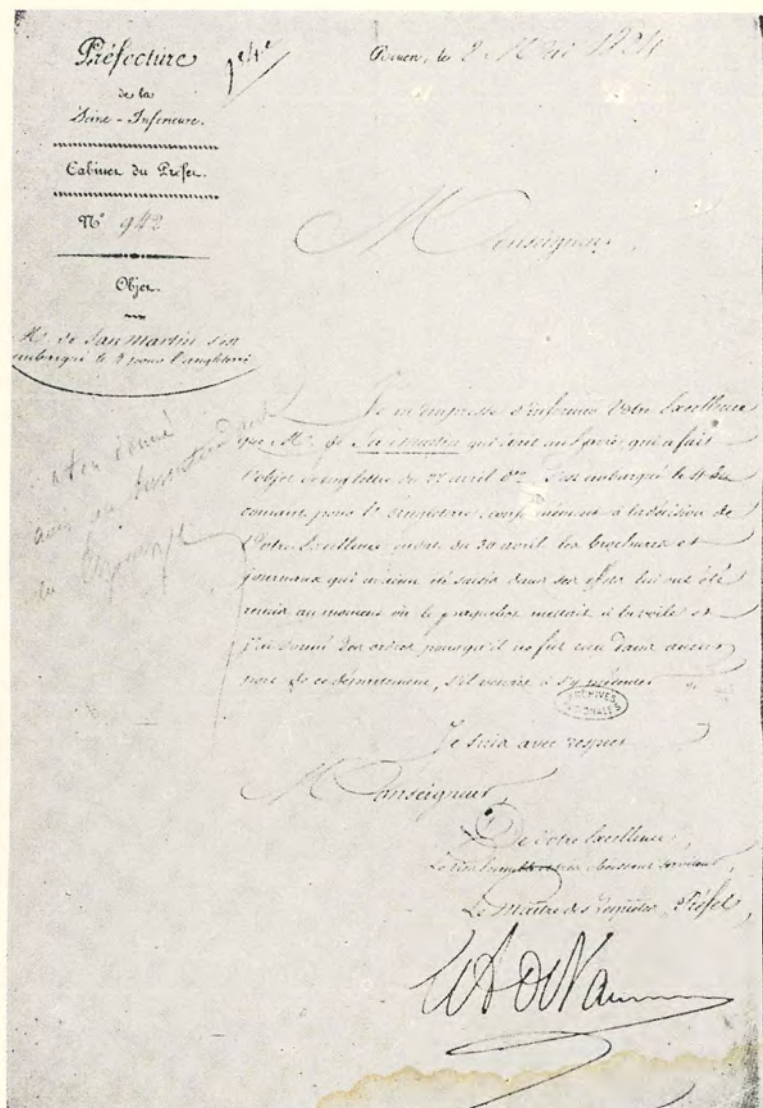 Préfecture
de la
Seine-Inférieure.
Cabinet du Préfet.
N° 942
Objet.
Mr. de San Martin s'est
embarqué le 4 pour l'angleterre
Rouen, le 8 Mai 1824
Monseigneur,
Je m'empresse d'informer Votre Excellence
que Mr. de San Martin qui qui a fait
l'objet de lettre du 27 avril s'est embarqué le 4 du
courant pour l'Angleterre, conformément à la décision de
Votre Excellence en date du 30 avril. Les brochures et
journaux qui avaient été saisis dans ses effets lui ont été
remis au moment où le paquebot mettait à la voile et
j'ai donné des ordres pour qu'il ne fut reçu dans aucun
port de ce département, s'il venait à s'y présenter
ARCHIVES
NATIONALES
Je suis avec respect
Monseigneur,
De Votre Excellence,
Le très humble et très obéissant serviteur,
Le Maître des requêtes, Préfet,